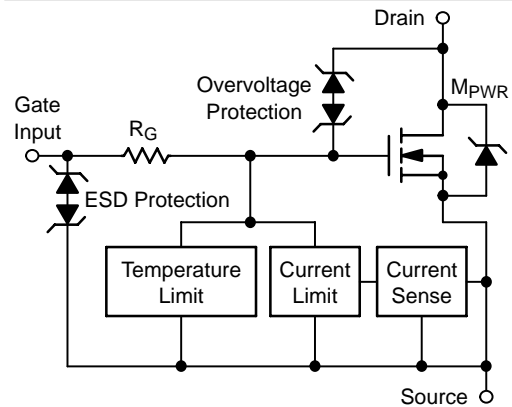 Drain
Overvoltage
Protection
MPWR
Gate
Input
RG
ESD Protection
Temperature
Limit
Current
Limit
Current
Sense
Source